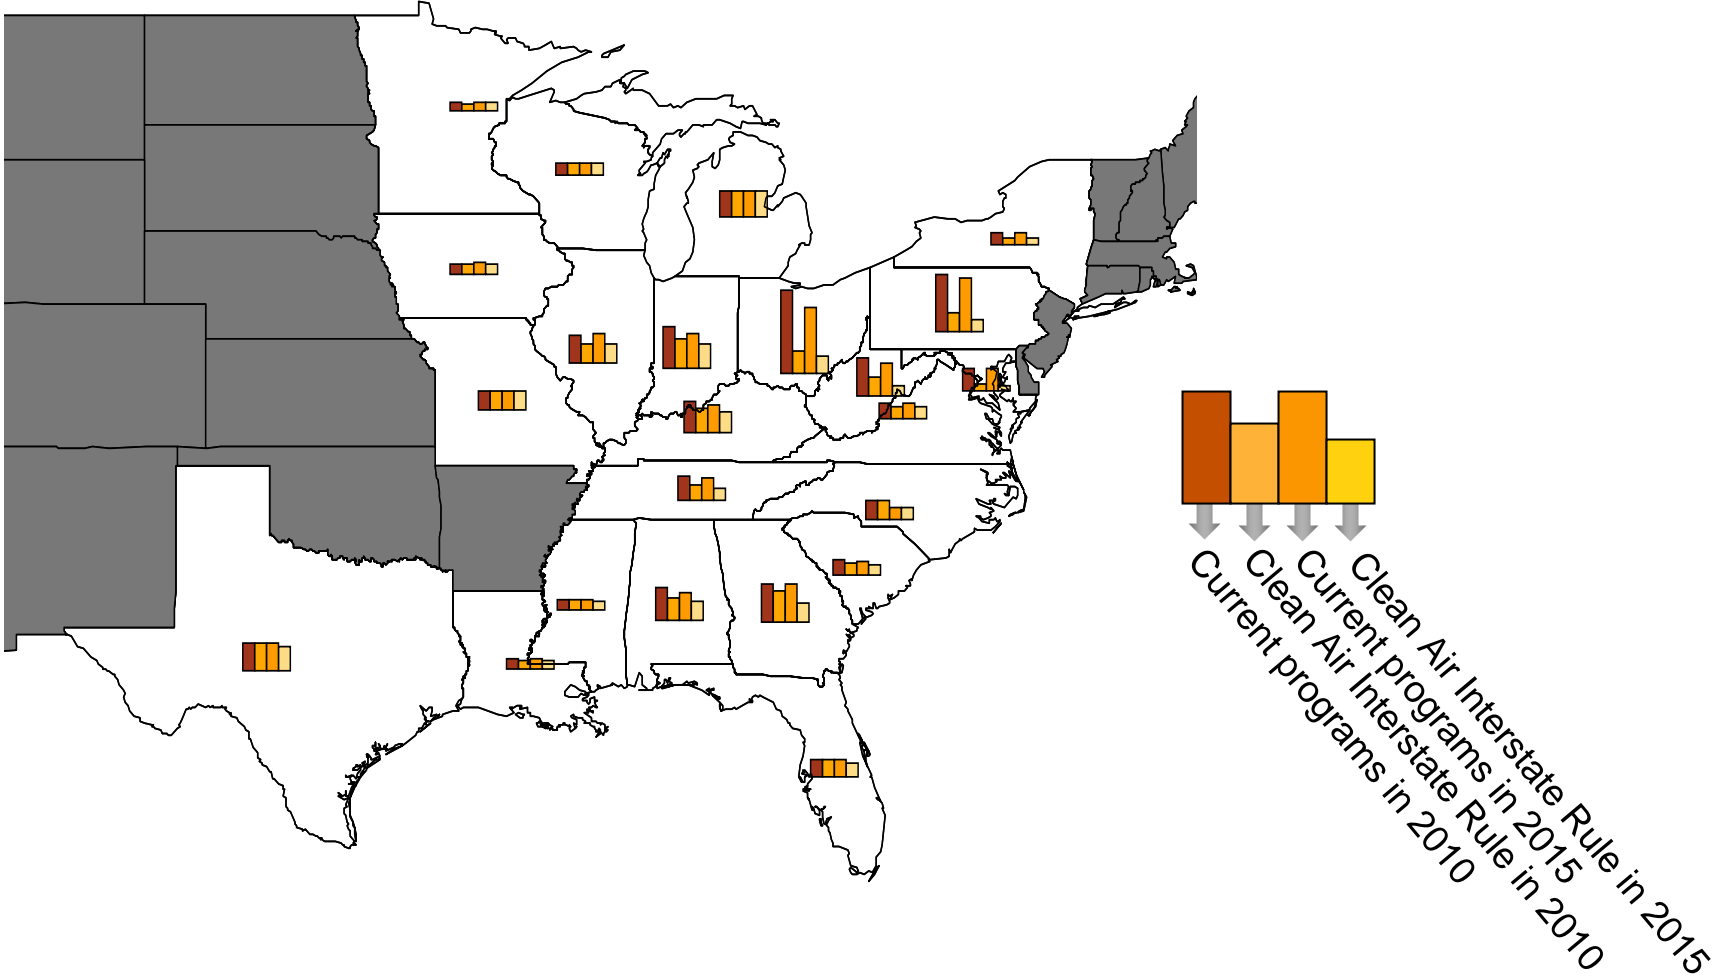 Current programs in 2010
Clean Air Interstate Rule in 2010
Current programs in 2015
Clean Air Interstate Rule in 2015